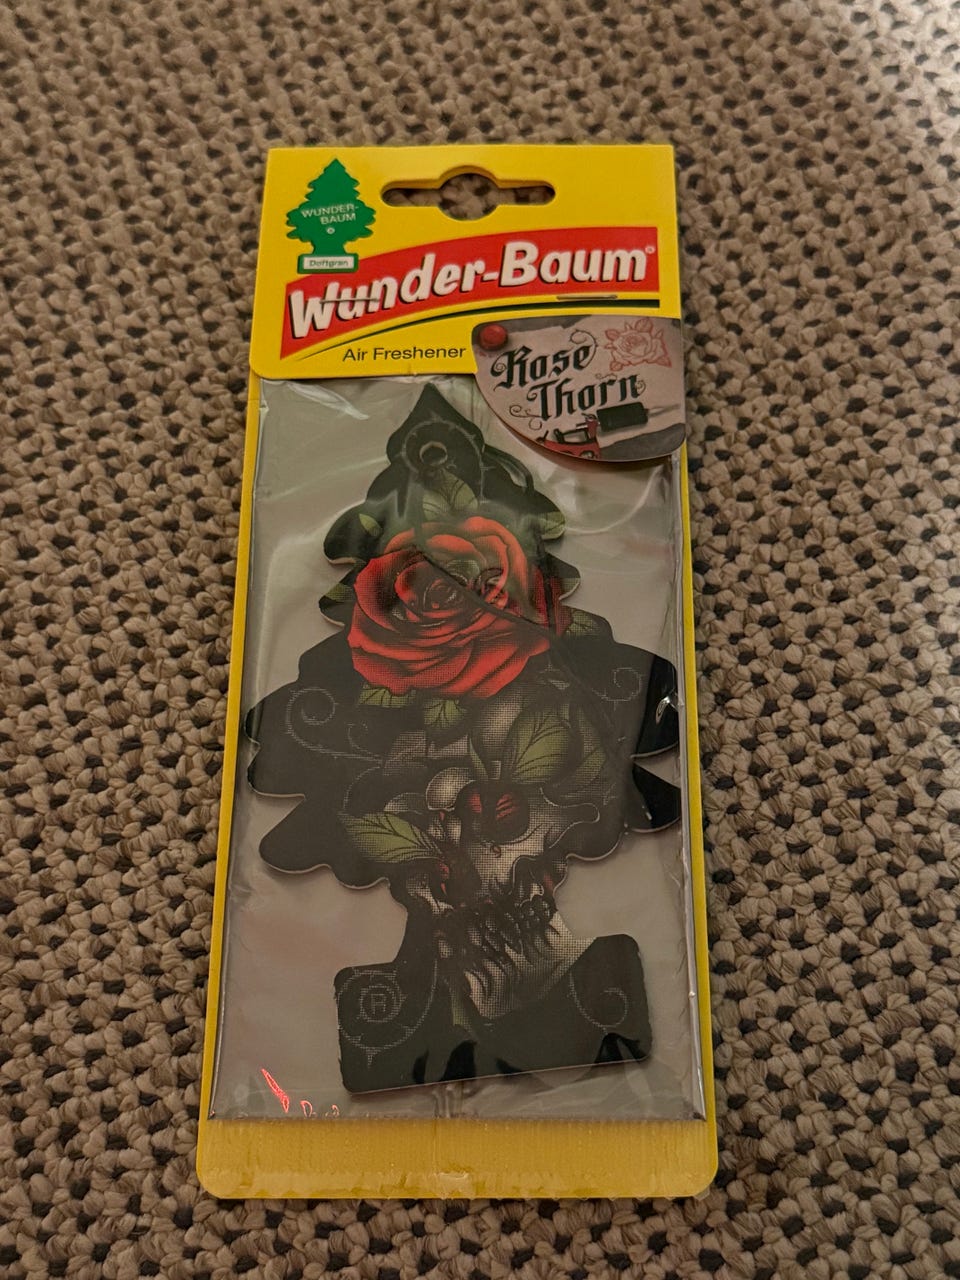 WUNDER-
BAUM
®
Doftgran
Wunder-Baum®
Air Freshener
Rose
Thorn
R